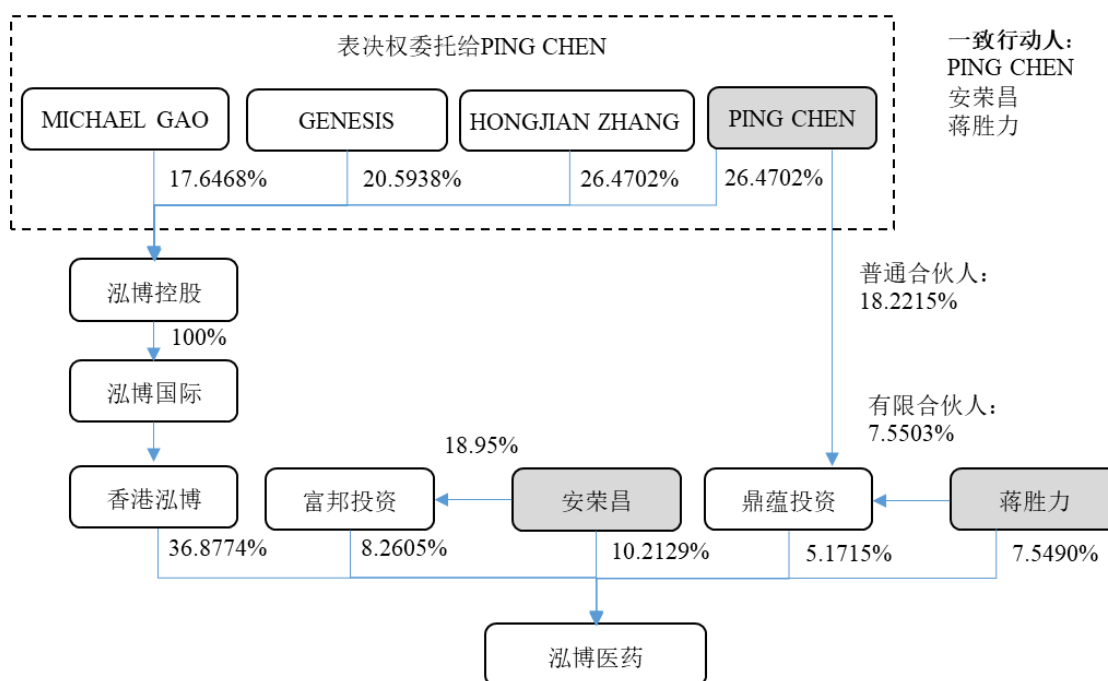 表决权委托给PING CHEN
一致行动人：
PING CHEN
安荣昌
蒋胜力
MICHAEL GAO
GENESIS
HONGJIAN ZHANG
PING CHEN
17.6468%
20.5938%
26.4702%
26.4702%
泓博控股
普通合伙人：
18.2215%
100%
泓博国际
有限合伙人：
7.5503%
18.95%
香港泓博
富邦投资
安荣昌
鼎蕴投资
蒋胜力
36.8774%
8.2605%
10.2129%
5.1715%
7.5490%
泓博医药